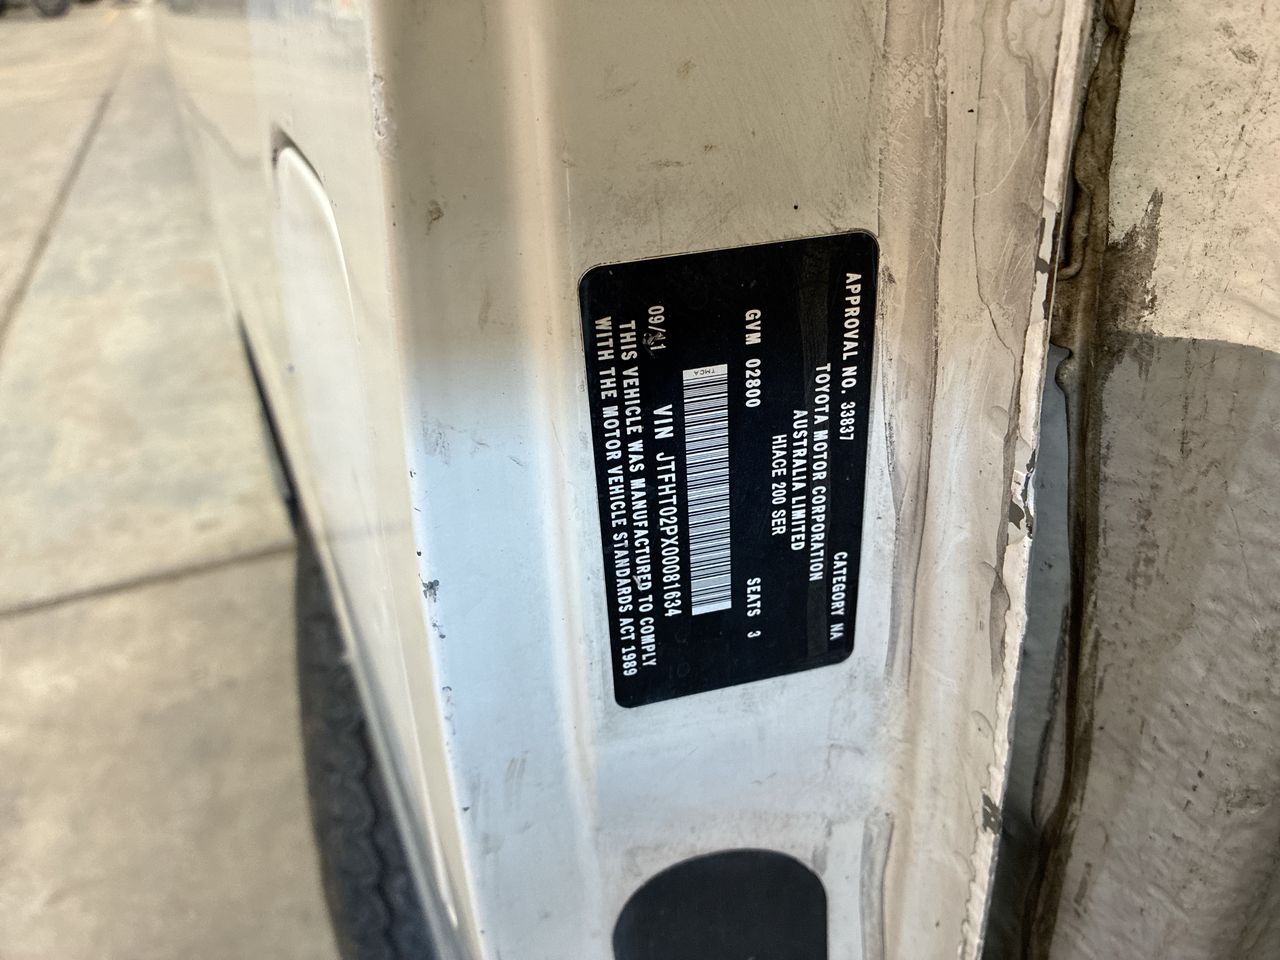 APPROVAL NO. 33837 CATEGORY NA
TOYOTA MOTOR CORPORATION
AUSTRALIA LIMITED
HIACE 200 SER
GVM 02800 SEATS 3
TMCA
VIN JTFHT02PX00081634
THIS VEHICLE WAS MANUFACTURED TO COMPLY
WITH THE MOTOR VEHICLE STANDARDS ACT 1989